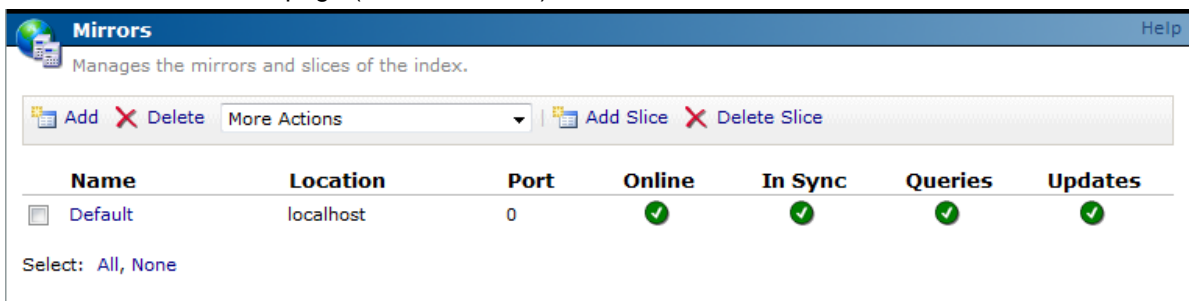 Mirrors Help
Manages the mirrors and slices of the index.
Add Delete More Actions | Add Slice Delete Slice
Name Location Port Online In Sync Queries Updates
Default localhost 0
Select: All, None